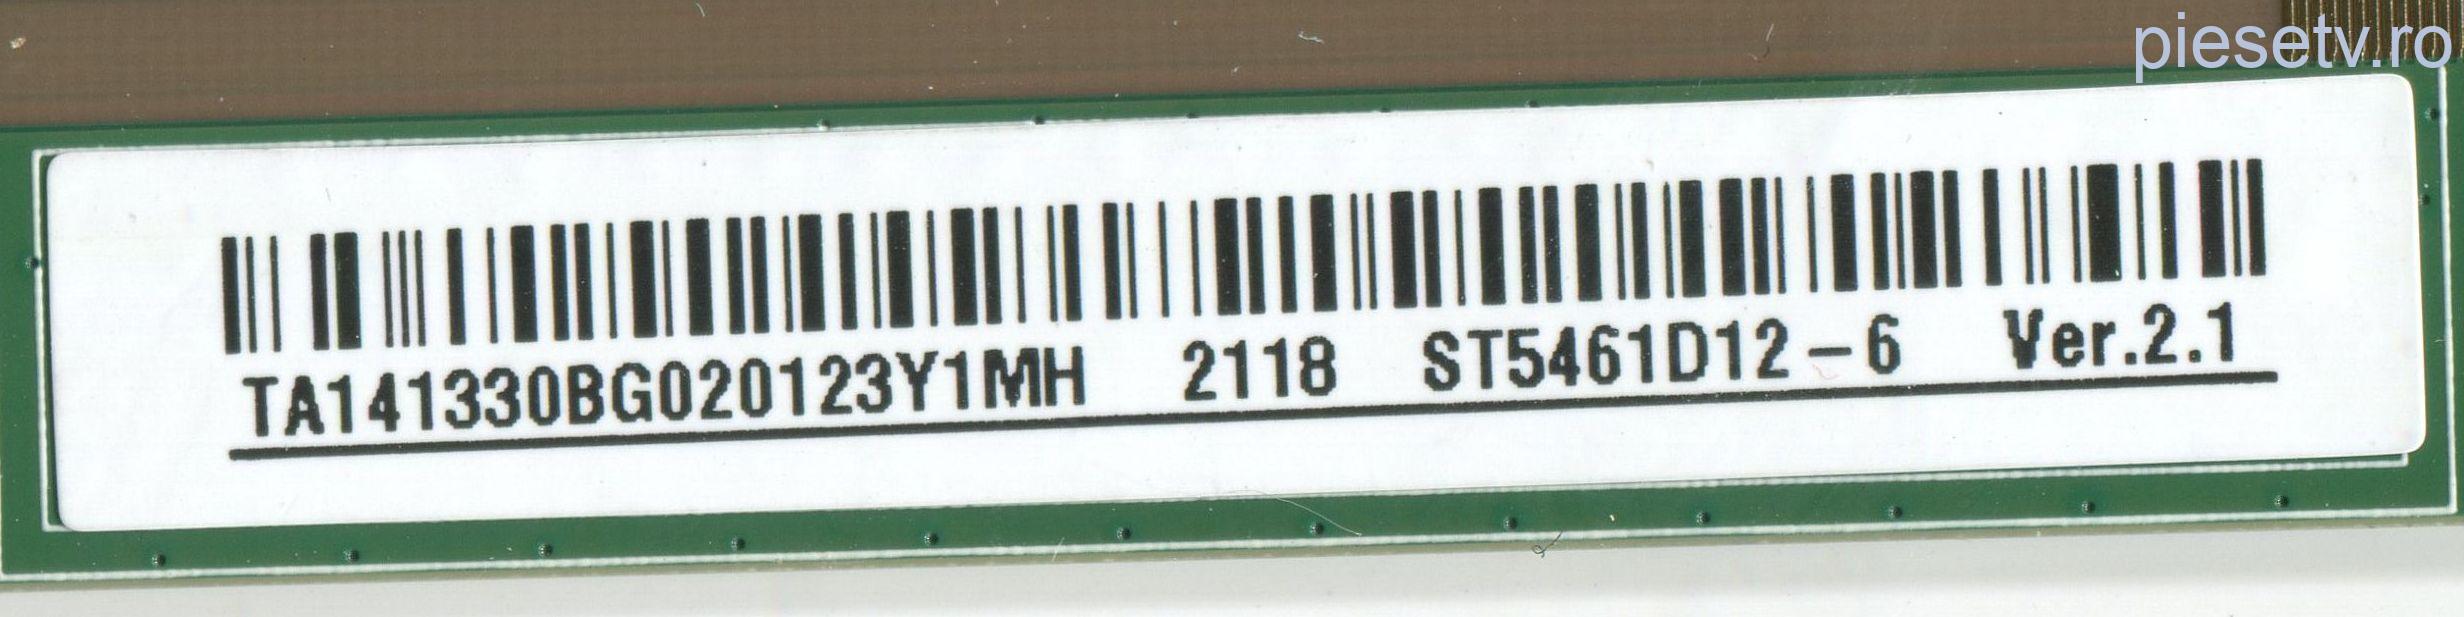 piesetv.ro
TA141330BG020123Y1MH 2118 ST5461D12-6 Ver.2.1